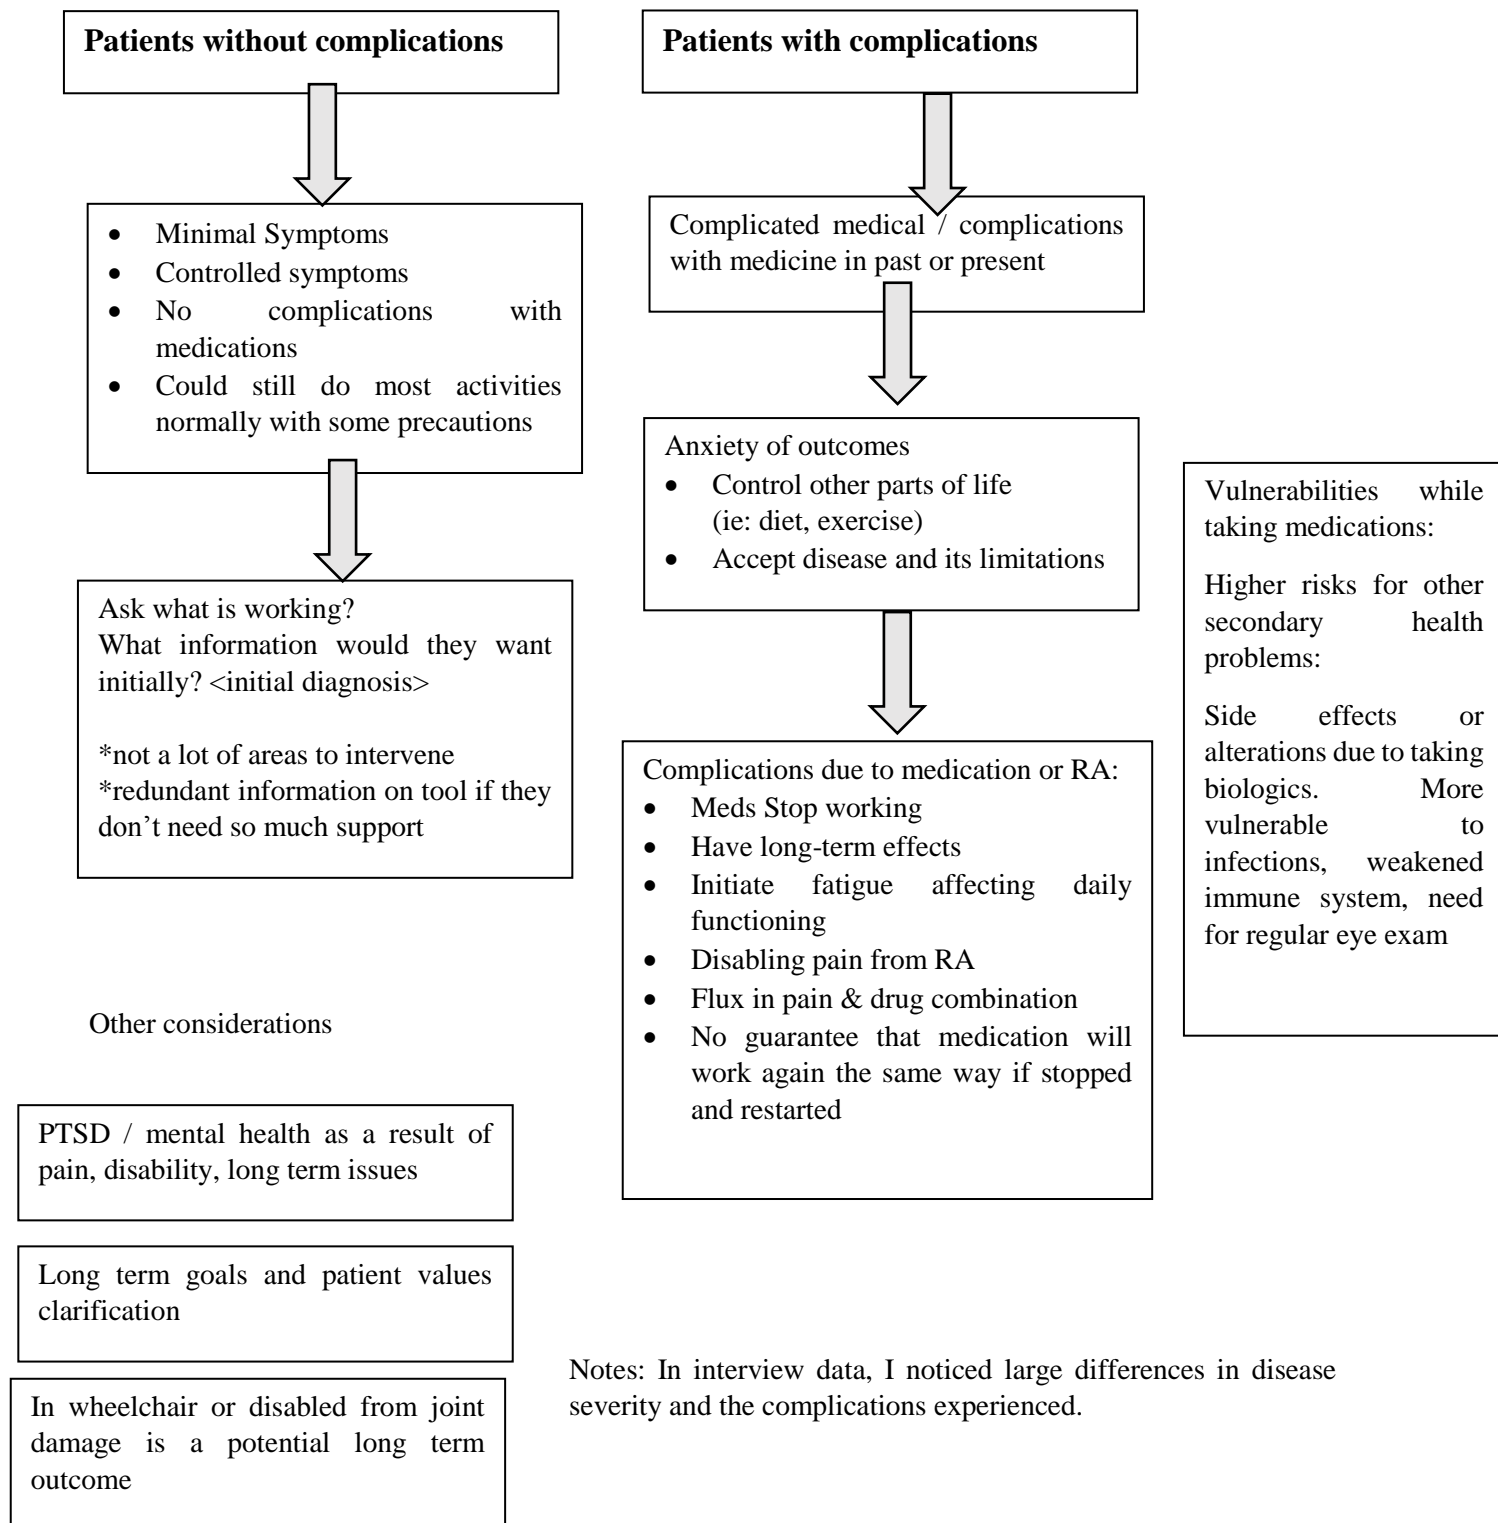 Patients without complications
• Minimal Symptoms
• Controlled symptoms
• No complications with
medications
• Could still do most activities
normally with some precautions
Ask what is working?
What information would they want
initially? <initial diagnosis>
*not a lot of areas to intervene
*redundant information on tool if they
don’t need so much support
Patients with complications
Complicated medical / complications
with medicine in past or present
Anxiety of outcomes
• Control other parts of life
(ie: diet, exercise)
• Accept disease and its limitations
Complications due to medication or RA:
• Meds Stop working
• Have long-term effects
• Initiate fatigue affecting daily
functioning
• Disabling pain from RA
• Flux in pain & drug combination
• No guarantee that medication will
work again the same way if stopped
and restarted
Vulnerabilities while
taking medications:
Higher risks for other
secondary health
problems:
Side effects or
alterations due to taking
biologics. More
vulnerable to
infections, weakened
immune system, need
for regular eye exam
Other considerations
PTSD / mental health as a result of
pain, disability, long term issues
Long term goals and patient values
clarification
In wheelchair or disabled from joint
damage is a potential long term
outcome
Notes: In interview data, I noticed large differences in disease
severity and the complications experienced.